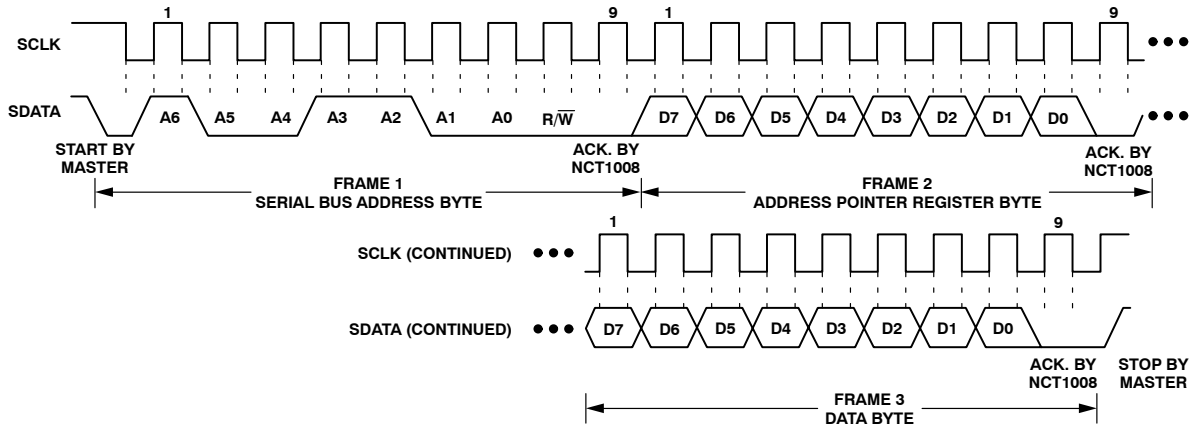 1 9 1 9
SCLK
SDATA A6 A5 A4 A3 A2 A1 A0 R/W̅ D7 D6 D5 D4 D3 D2 D1 D0
START BY
MASTER
ACK. BY
NCT1008
ACK. BY
NCT1008
FRAME 1
SERIAL BUS ADDRESS BYTE
FRAME 2
ADDRESS POINTER REGISTER BYTE
1 9
SCLK (CONTINUED)
SDATA (CONTINUED) D7 D6 D5 D4 D3 D2 D1 D0
ACK. BY
NCT1008
STOP BY
MASTER
FRAME 3
DATA BYTE